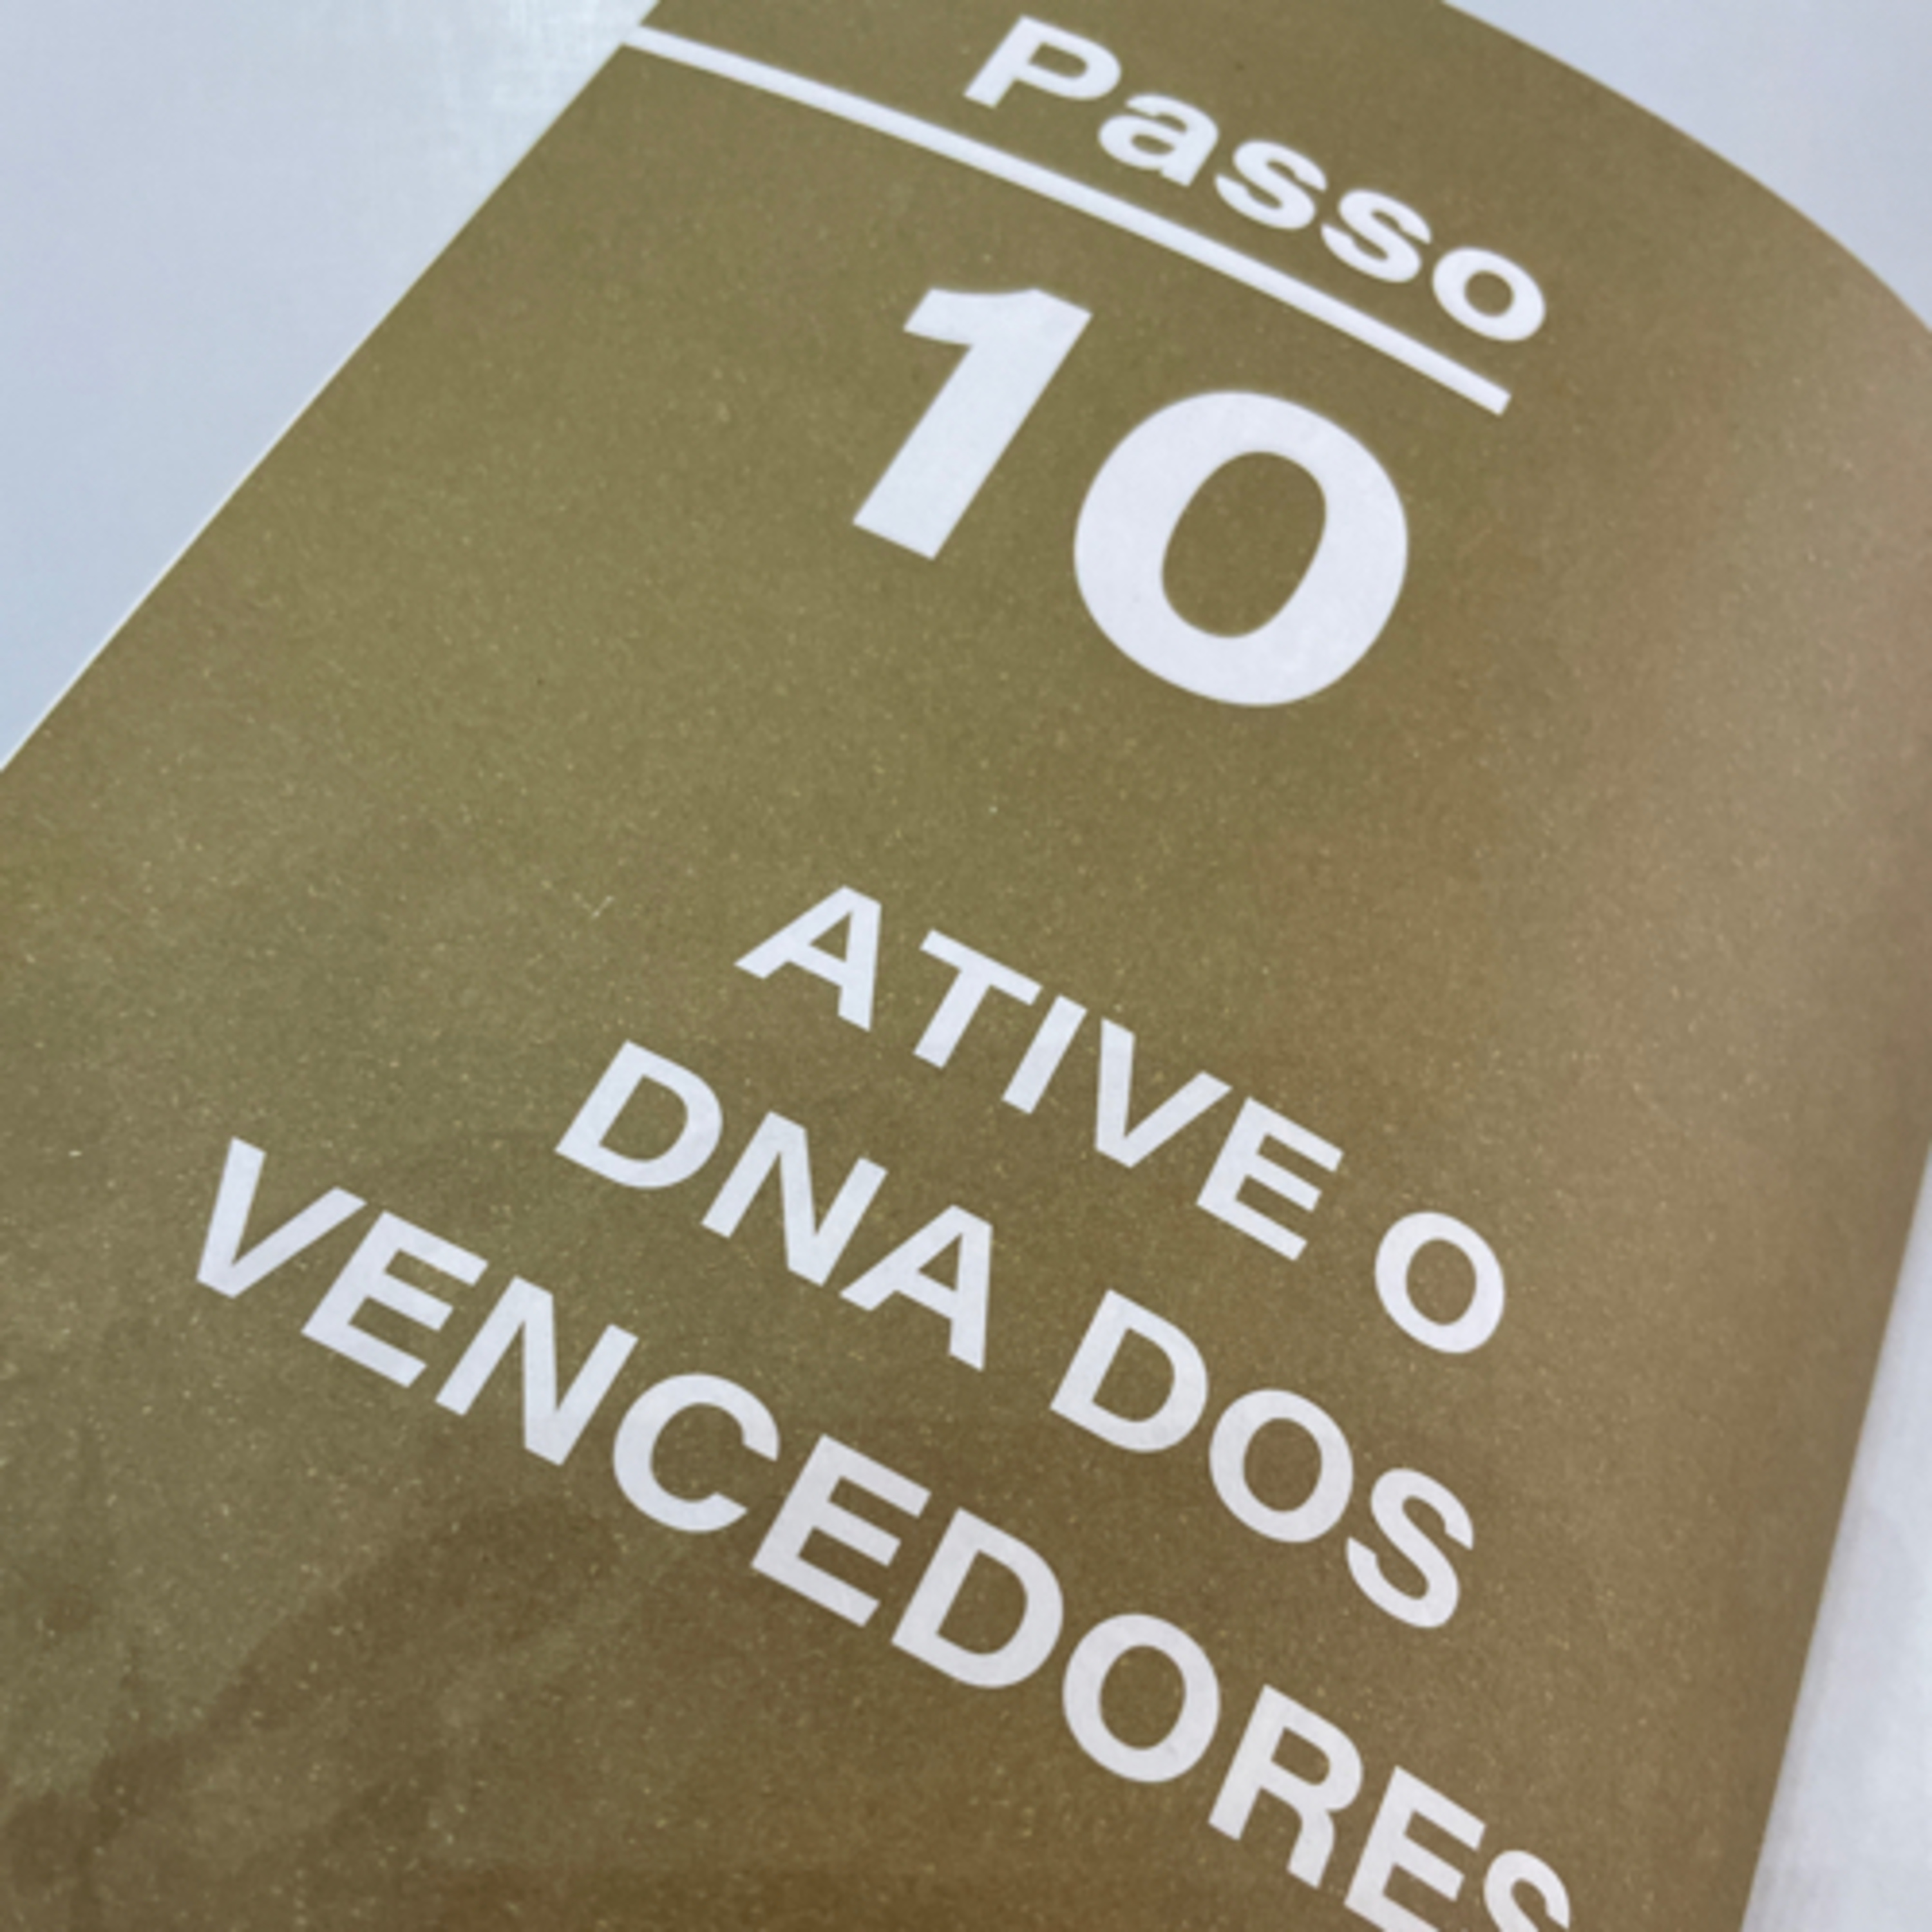 Passo
10
ATIVE O
DNA DOS
VENCEDORES